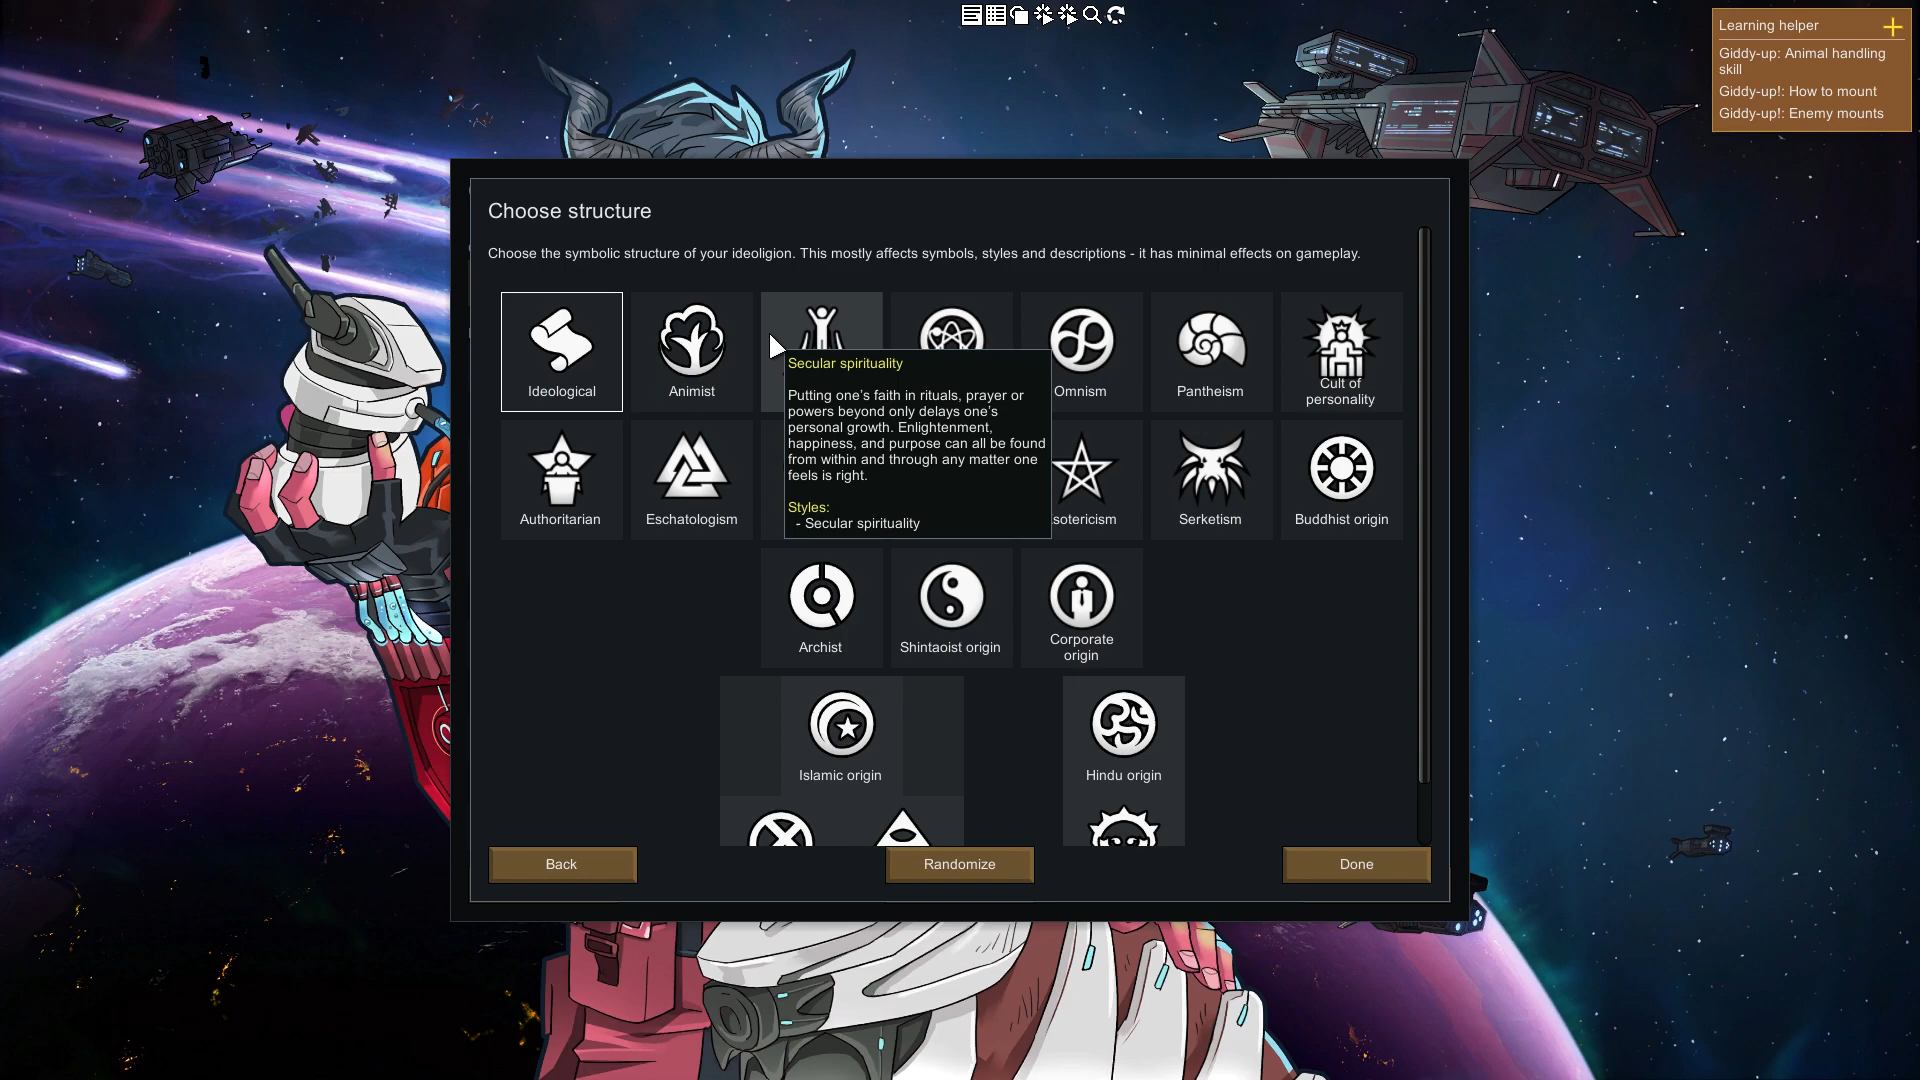 Learning helper
Giddy-up: Animal handling
skill
Giddy-up!: How to mount
Giddy-up!: Enemy mounts
Choose structure
Choose the symbolic structure of your ideoligion. This mostly affects symbols, styles and descriptions - it has minimal effects on gameplay.
Ideological
Animist
Omnism
Pantheism
Cult of
personality
Secular spirituality
Putting one's faith in rituals, prayer or
powers beyond only delays one's
personal growth. Enlightenment,
happiness, and purpose can all be found
from within and through any matter one
feels is right.
Styles:
- Secular spirituality
Authoritarian
Eschatologism
sotericism
Serketism
Buddhist origin
Archist
Shintaoist origin
Corporate
origin
Islamic origin
Hindu origin
Back
Randomize
Done